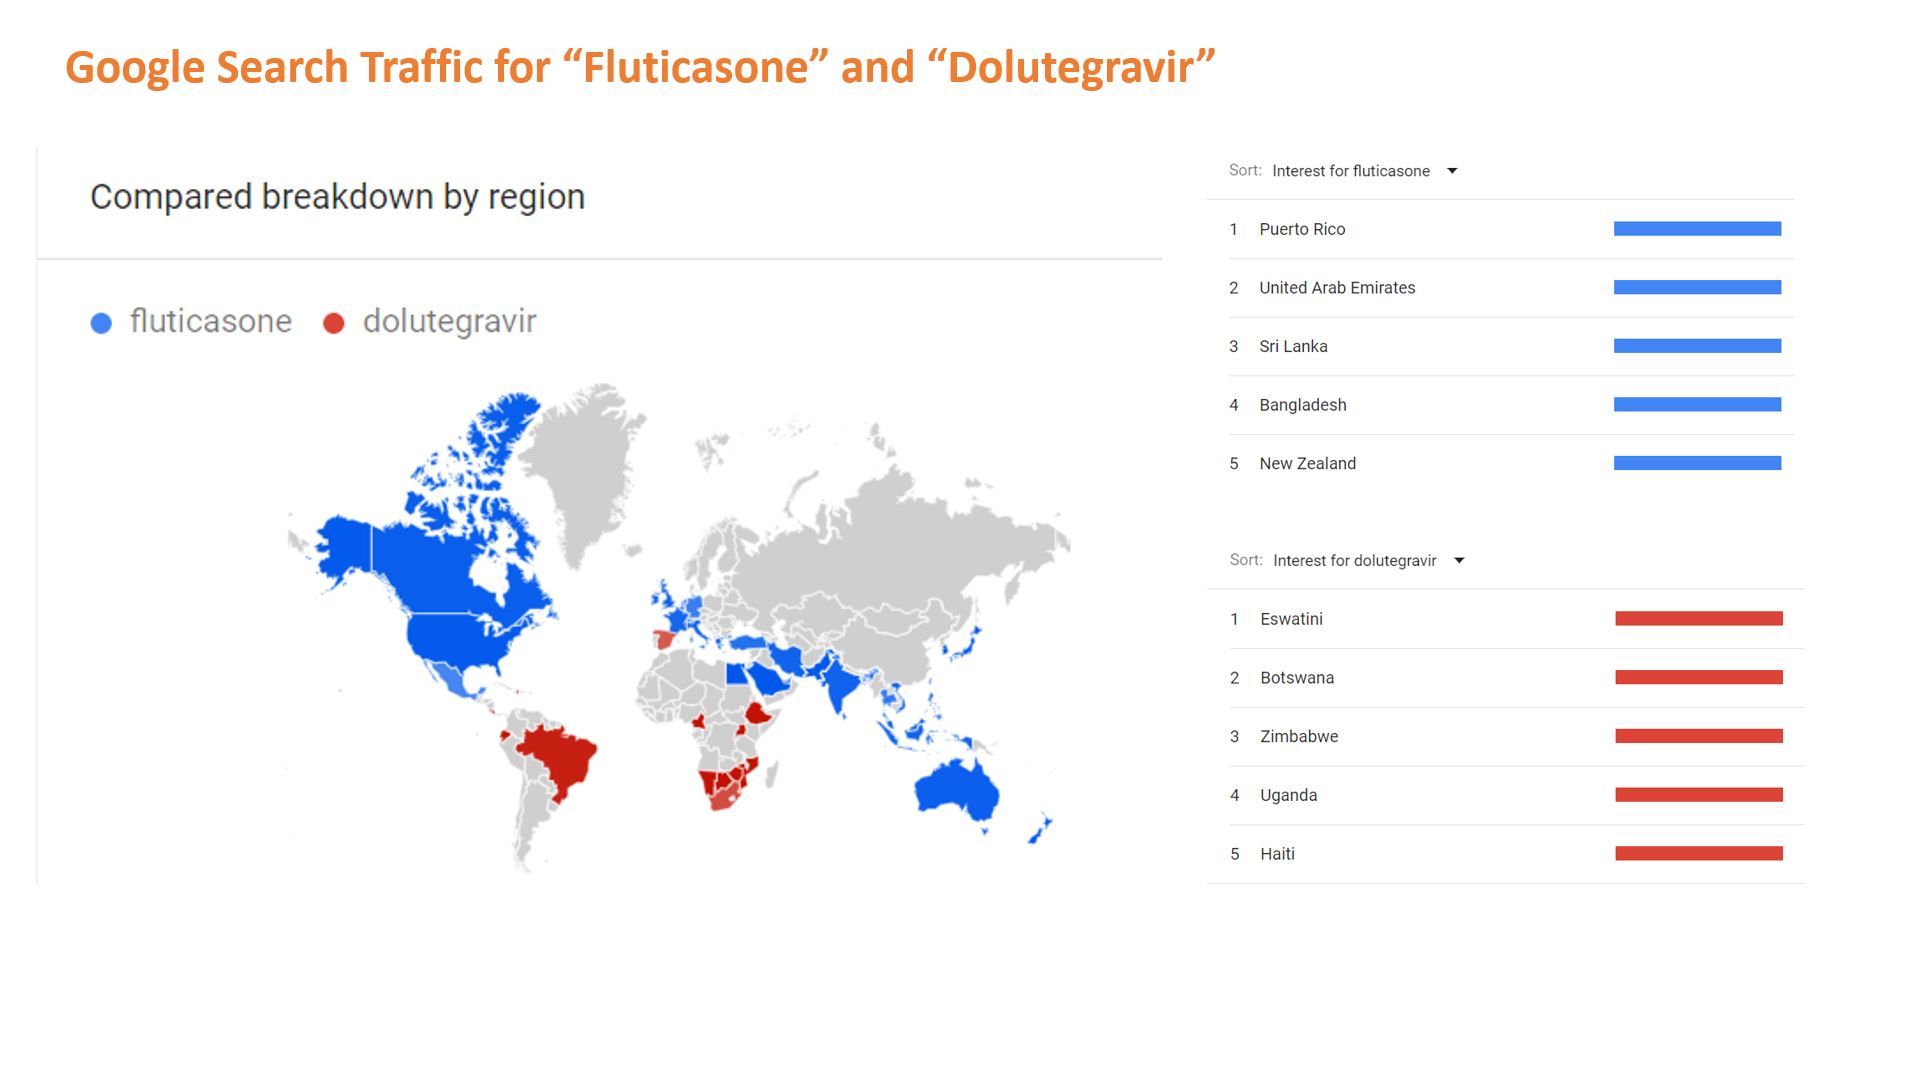 Google Search Traffic for “Fluticasone” and “Dolutegravir”
Compared breakdown by region
fluticasone dolutegravir
Sort: Interest for fluticasone
1 Puerto Rico
2 United Arab Emirates
3 Sri Lanka
4 Bangladesh
5 New Zealand
Sort: Interest for dolutegravir
1 Eswatini
2 Botswana
3 Zimbabwe
4 Uganda
5 Haiti